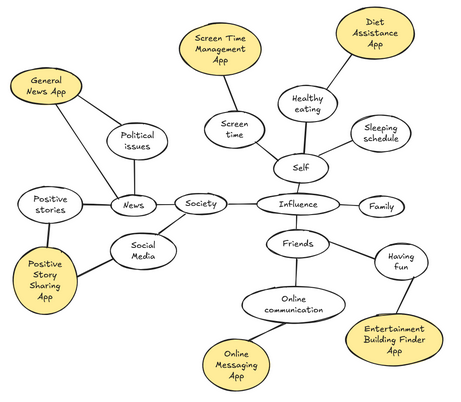 Screen Time
Management
App
Diet
Assistance
App
General
News App
Healthy
eating
Screen
time
Sleeping
schedule
Political
issues
Self
Positive
stories
News
Society
Influence
Family
Social
Media
Friends
Having
fun
Positive
Story
Sharing
App
Online
communication
Entertainment
Building Finder
App
Online
Messaging
App